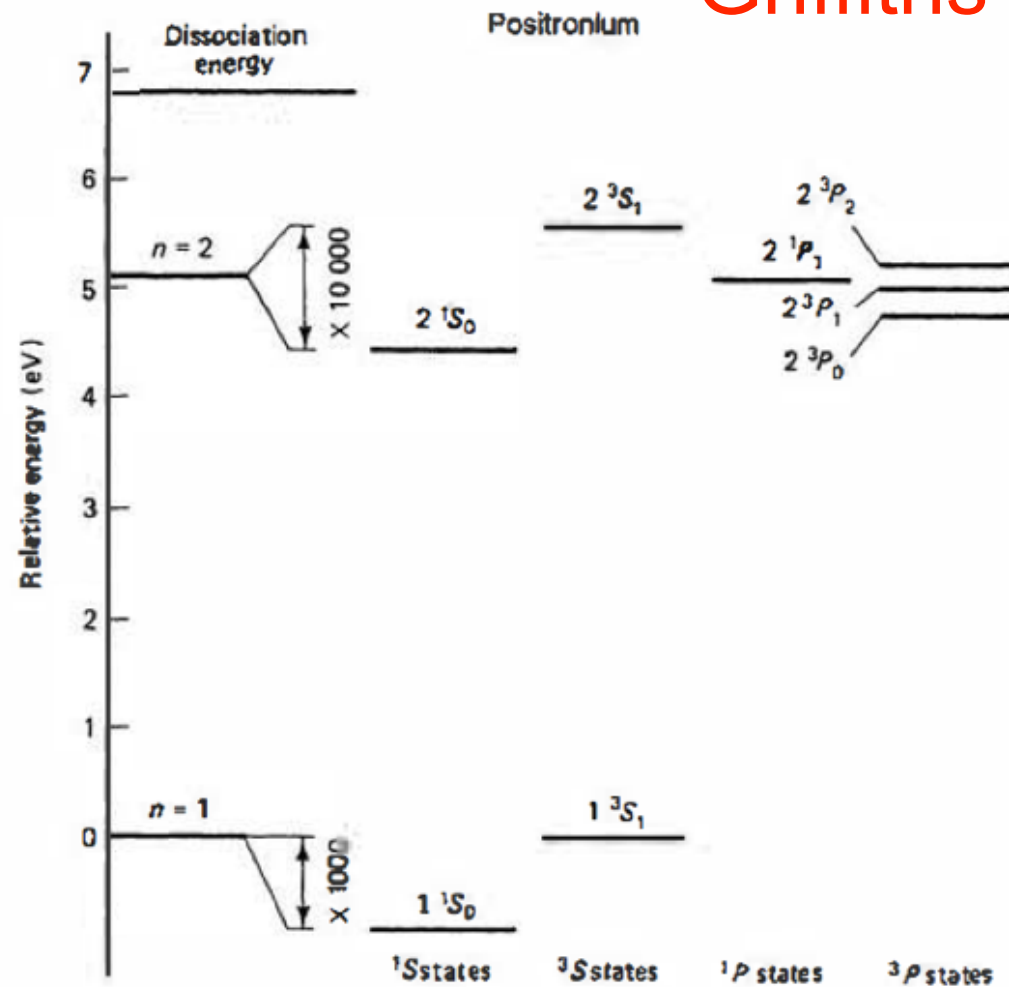 Griffiths
Positronium
Dissociation
energy
7
6
5
4
3
2
1
0
Relative energy (eV)
n = 2
× 10 000
2 ¹S₀
2 ³S₁
2 ¹P₁
2 ³P₂
2 ³P₁
2 ³P₀
n = 1
× 1000
1 ¹S₀
1 ³S₁
¹S states
³S states
¹P states
³P states